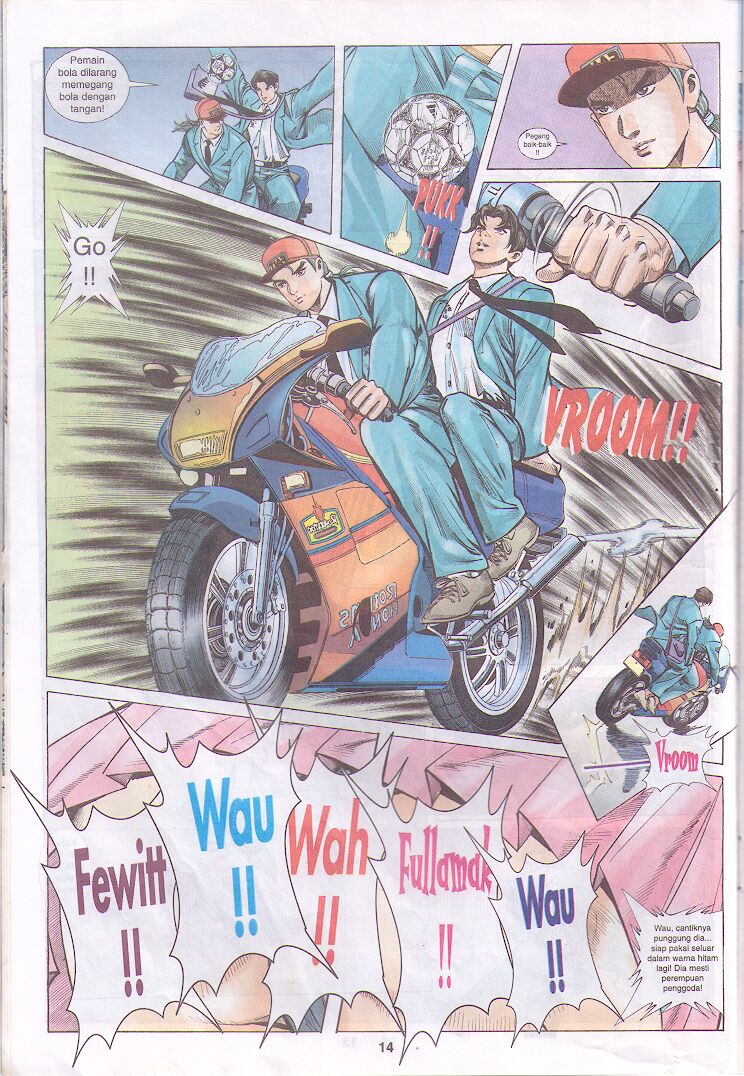 Pemain
bola dilarang
memegang
bola dengan
tangan!
PUKK
!!
Pegang
baik-baik
!!
Go
!!
VROOM!!
Vroom
Fewitt
!!
Wau
!!
Wah
!!
Fullamak
!!
Wau
!!
Wau, cantiknya
punggung dia...
siap pakai seluar
dalam warna hitam
lagi! Dia mesti
perempuan
penggoda!
14